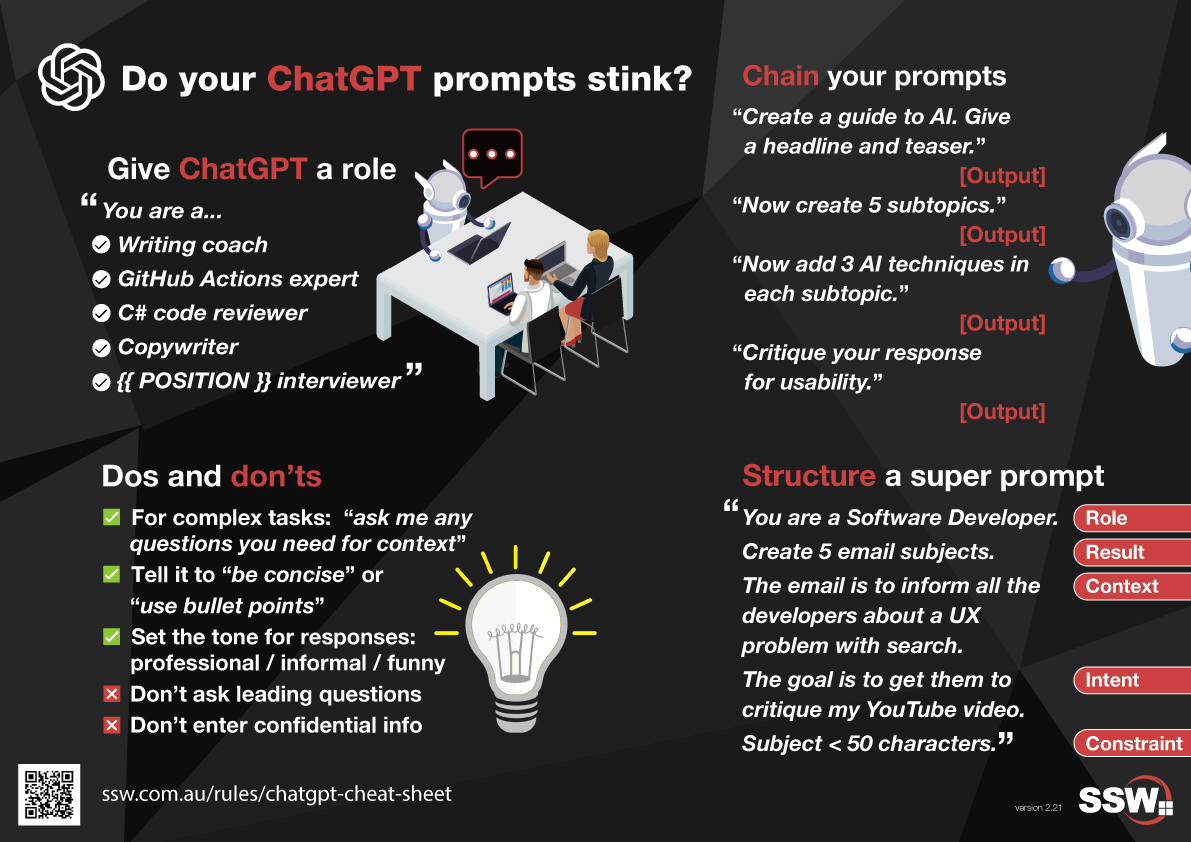 Do your ChatGPT prompts stink?
Give ChatGPT a role
“You are a...
Writing coach
GitHub Actions expert
C# code reviewer
Copywriter
{{ POSITION }} interviewer”
Dos and don’ts
For complex tasks: “ask me any
questions you need for context”
Tell it to “be concise” or
“use bullet points”
Set the tone for responses:
professional / informal / funny
Don’t ask leading questions
Don’t enter confidential info
ssw.com.au/rules/chatgpt-cheat-sheet
Chain your prompts
“Create a guide to AI. Give
a headline and teaser.”
[Output]
“Now create 5 subtopics.”
[Output]
“Now add 3 AI techniques in
each subtopic.”
[Output]
“Critique your response
for usability.”
[Output]
Structure a super prompt
“You are a Software Developer. Role
Create 5 email subjects. Result
The email is to inform all the Context
developers about a UX
problem with search.
The goal is to get them to Intent
critique my YouTube video.
Subject < 50 characters.” Constraint
version 2.21
SSW